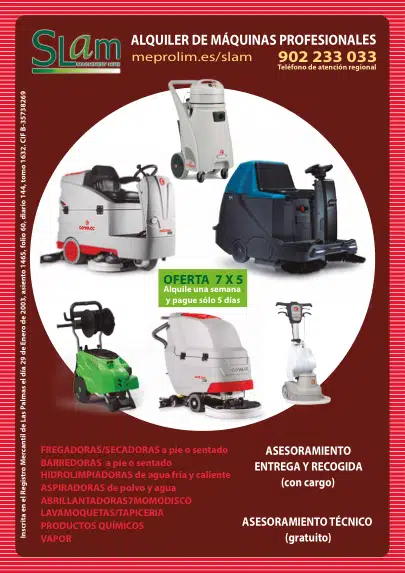 SLam
ALQUILER DE MÁQUINAS PROFESIONALES
meprolim.es/slam
902 233 033
Teléfono de atención regional
Inscrita en el Registro Mercantil de Las Palmas el día 29 de Enero de 2003, asiento 1465, folio 60, diario 144, tomo 1632. CIF B-35738269
OFERTA 7 X 5
Alquile una semana
y pague sólo 5 días
FREGADORAS/SECADORAS a pie o sentado
BARREDORAS a pie o sentado
HIDROLIMPIADORAS de agua fria y caliente
ASPIRADORAS de polvo y agua
ABRILLANTADORAS7MOMODISCO
LAVAMOQUETAS/TAPICERIA
PRODUCTOS QUÍMICOS
VAPOR
ASESORAMIENTO
ENTREGA Y RECOGIDA
(con cargo)
ASESORAMIENTO TÉCNICO
(gratuito)